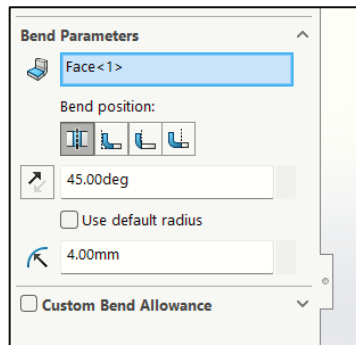 Bend Parameters
Face<1>
Bend position:
45.00deg
Use default radius
4.00mm
Custom Bend Allowance